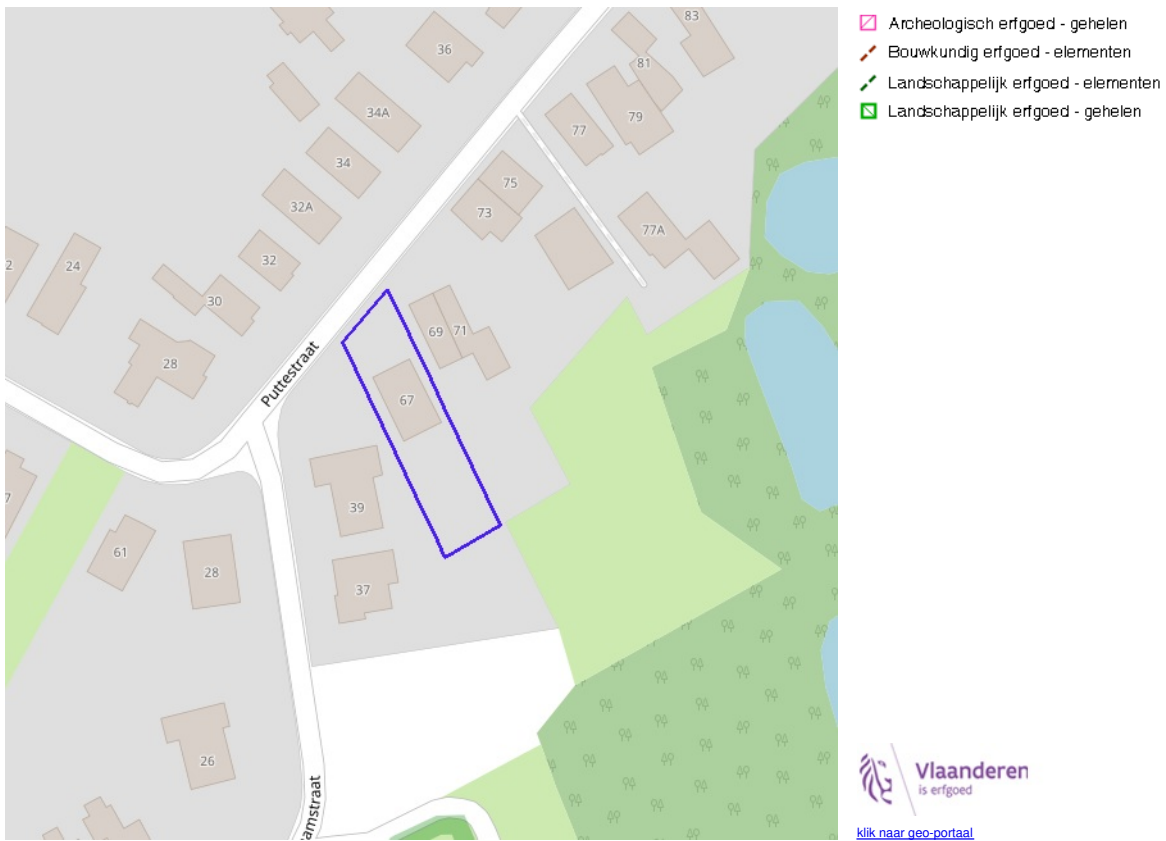 83
36
81
34A
79
77
34
75
32A
73
77A
2
24
32
30
69
71
Puttestraat
28
67
7
39
61
28
37
26
Archeologisch erfgoed - gehelen
Bouwkundig erfgoed - elementen
Landschappelijk erfgoed - elementen
Landschappelijk erfgoed - gehelen
Vlaanderen
is erfgoed
klik naar geo-portaal